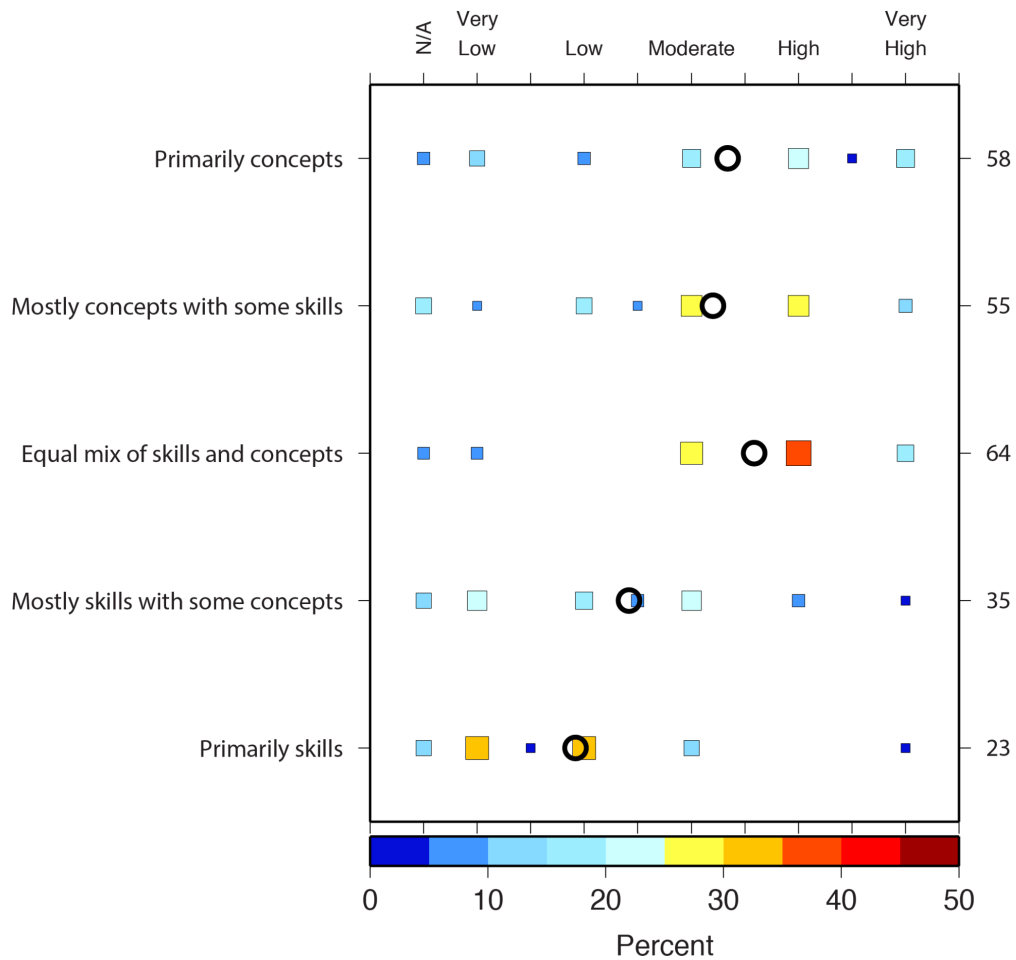 N/A
Very
Low
Low
Moderate
High
Very
High
Primarily concepts
58
Mostly concepts with some skills
55
Equal mix of skills and concepts
64
Mostly skills with some concepts
35
Primarily skills
23
0 10 20 30 40 50
Percent